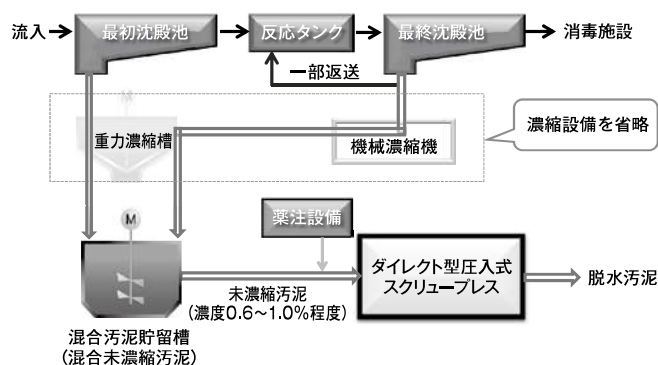 流入
最初沈殿池
反応タンク
最終沈殿池
消毒施設
一部返送
M
重力濃縮槽
機械濃縮機
濃縮設備を省略
M
薬注設備
未濃縮汚泥
(濃度0.6〜1.0%程度)
ダイレクト型圧入式
スクリュープレス
脱水汚泥
混合汚泥貯留槽
(混合未濃縮汚泥)